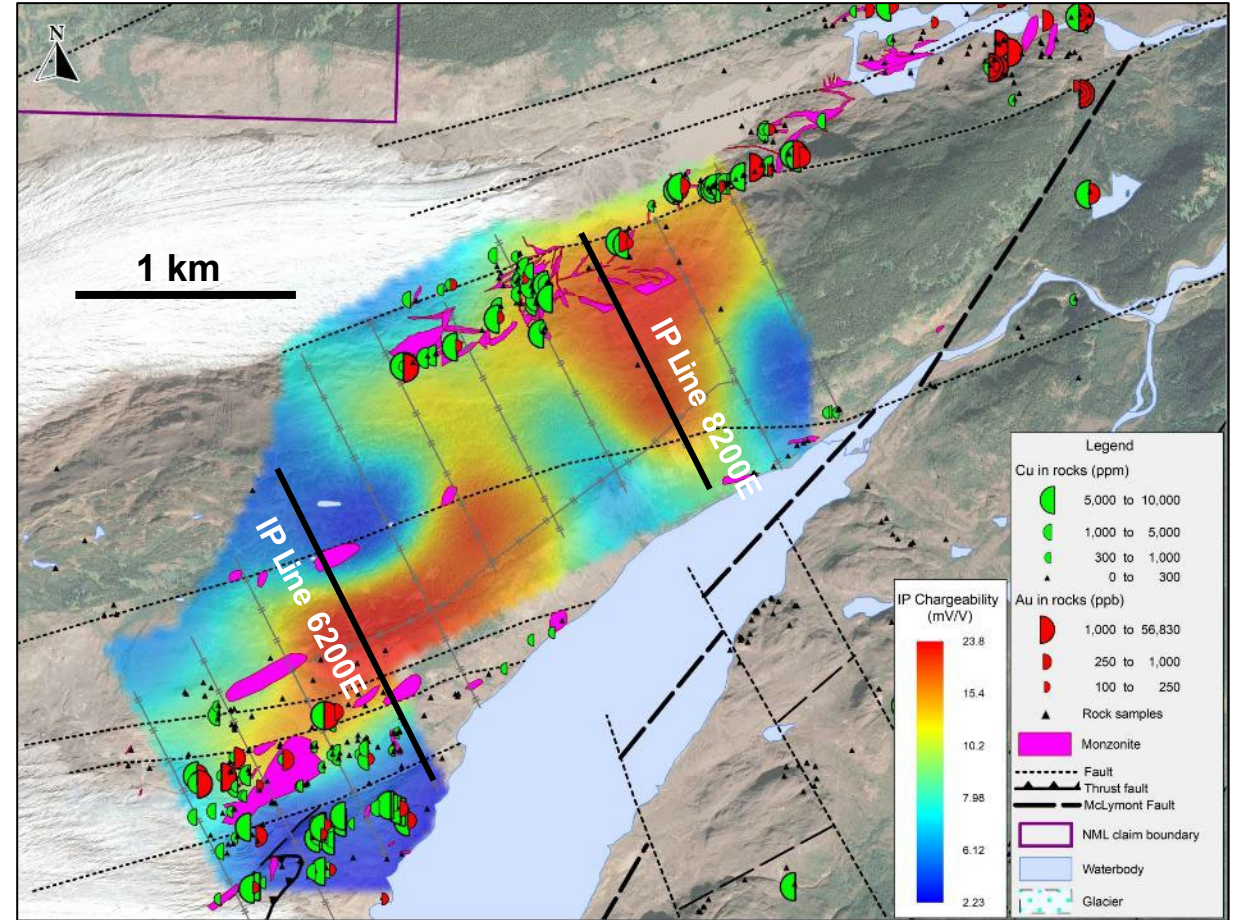 N
1 km
IP Line 8200E
IP Line 6200E
Legend
Cu in rocks (ppm)
5,000 to 10,000
1,000 to 5,000
300 to 1,000
0 to 300
Au in rocks (ppb)
1,000 to 56,830
250 to 1,000
100 to 250
Rock samples
Monzonite
Fault
Thrust fault
McLymont Fault
NML claim boundary
Waterbody
Glacier
IP Chargeability
(mV/V)
23.8
15.4
10.2
7.98
6.12
2.23